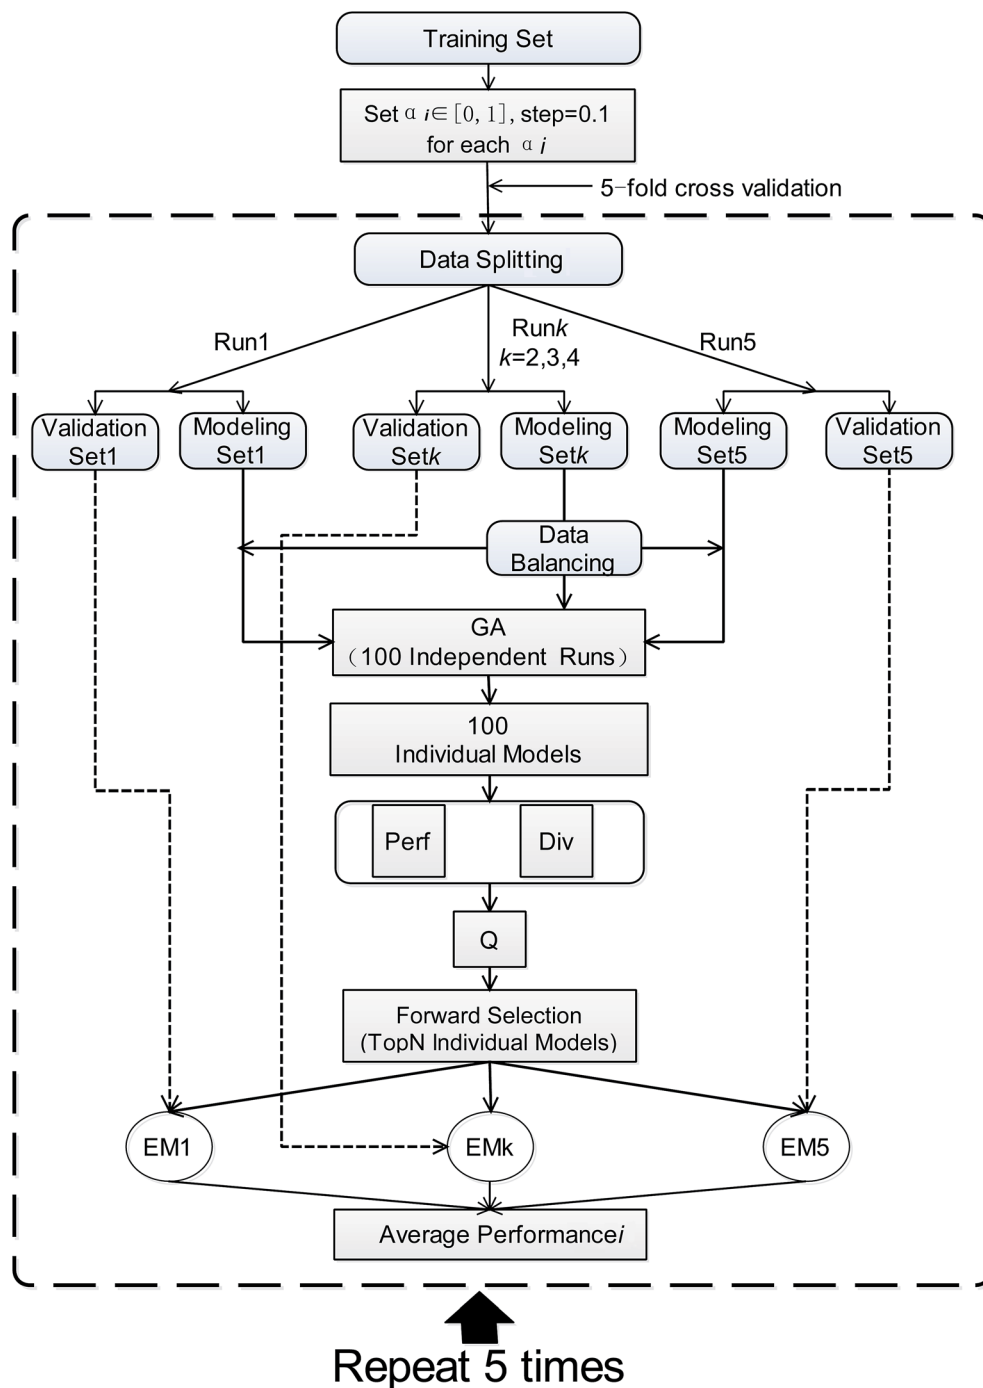 Training Set
Set α i∈[0, 1], step=0.1
for each α i
5-fold cross validation
Data Splitting
Run1
Runk
k=2,3,4
Run5
Validation
Set1
Modeling
Set1
Validation
Setk
Modeling
Setk
Modeling
Set5
Validation
Set5
Data
Balancing
GA
(100 Independent Runs)
100
Individual Models
Perf
Div
Q
Forward Selection
(TopN Individual Models)
EM1
EMk
EM5
Average Performancei
Repeat 5 times